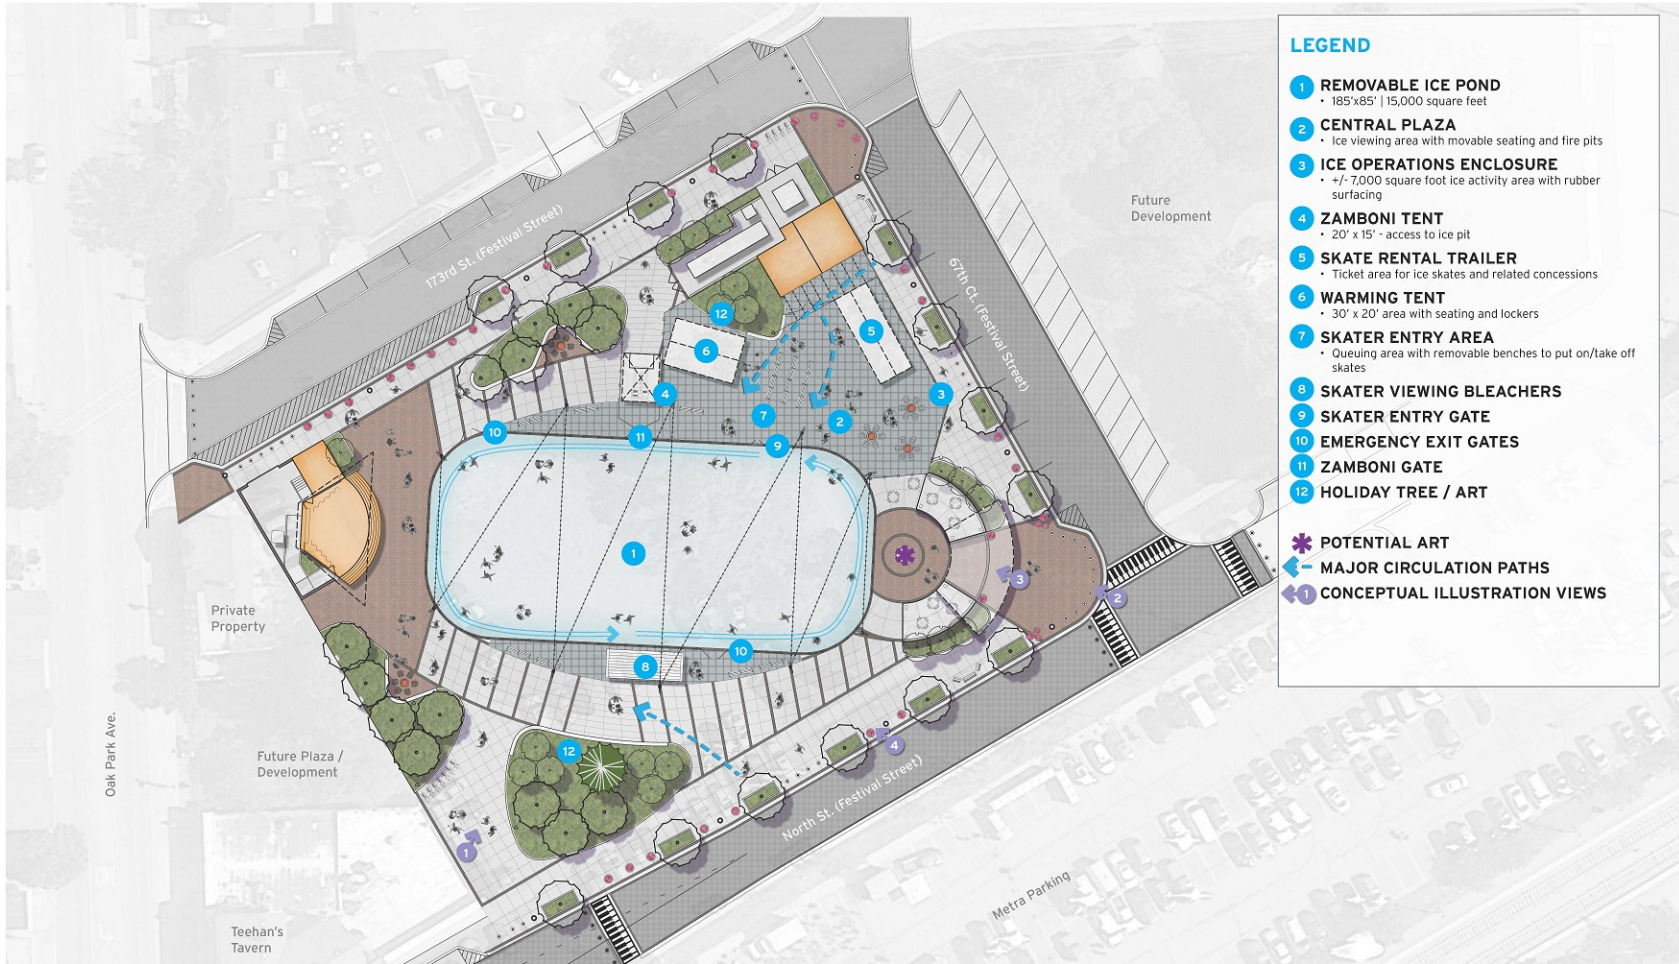 LEGEND
1 REMOVABLE ICE POND
• 185'x85' | 15,000 square feet
2 CENTRAL PLAZA
• Ice viewing area with movable seating and fire pits
3 ICE OPERATIONS ENCLOSURE
• +/- 7,000 square foot ice activity area with rubber
surfacing
4 ZAMBONI TENT
• 20' x 15' - access to ice pit
5 SKATE RENTAL TRAILER
• Ticket area for ice skates and related concessions
6 WARMING TENT
• 30' x 20' area with seating and lockers
7 SKATER ENTRY AREA
• Queuing area with removable benches to put on/take off
skates
8 SKATER VIEWING BLEACHERS
9 SKATER ENTRY GATE
10 EMERGENCY EXIT GATES
11 ZAMBONI GATE
12 HOLIDAY TREE / ART
POTENTIAL ART
MAJOR CIRCULATION PATHS
1 CONCEPTUAL ILLUSTRATION VIEWS
Future
Development
173rd St. (Festival Street)
67th Ct. (Festival Street)
12
6
5
4
3
7
2
10
11
9
1
3
2
Private
Property
10
8
Oak Park Ave.
Future Plaza /
Development
12
4
North St. (Festival Street)
1
Metra Parking
Teehan's
Tavern